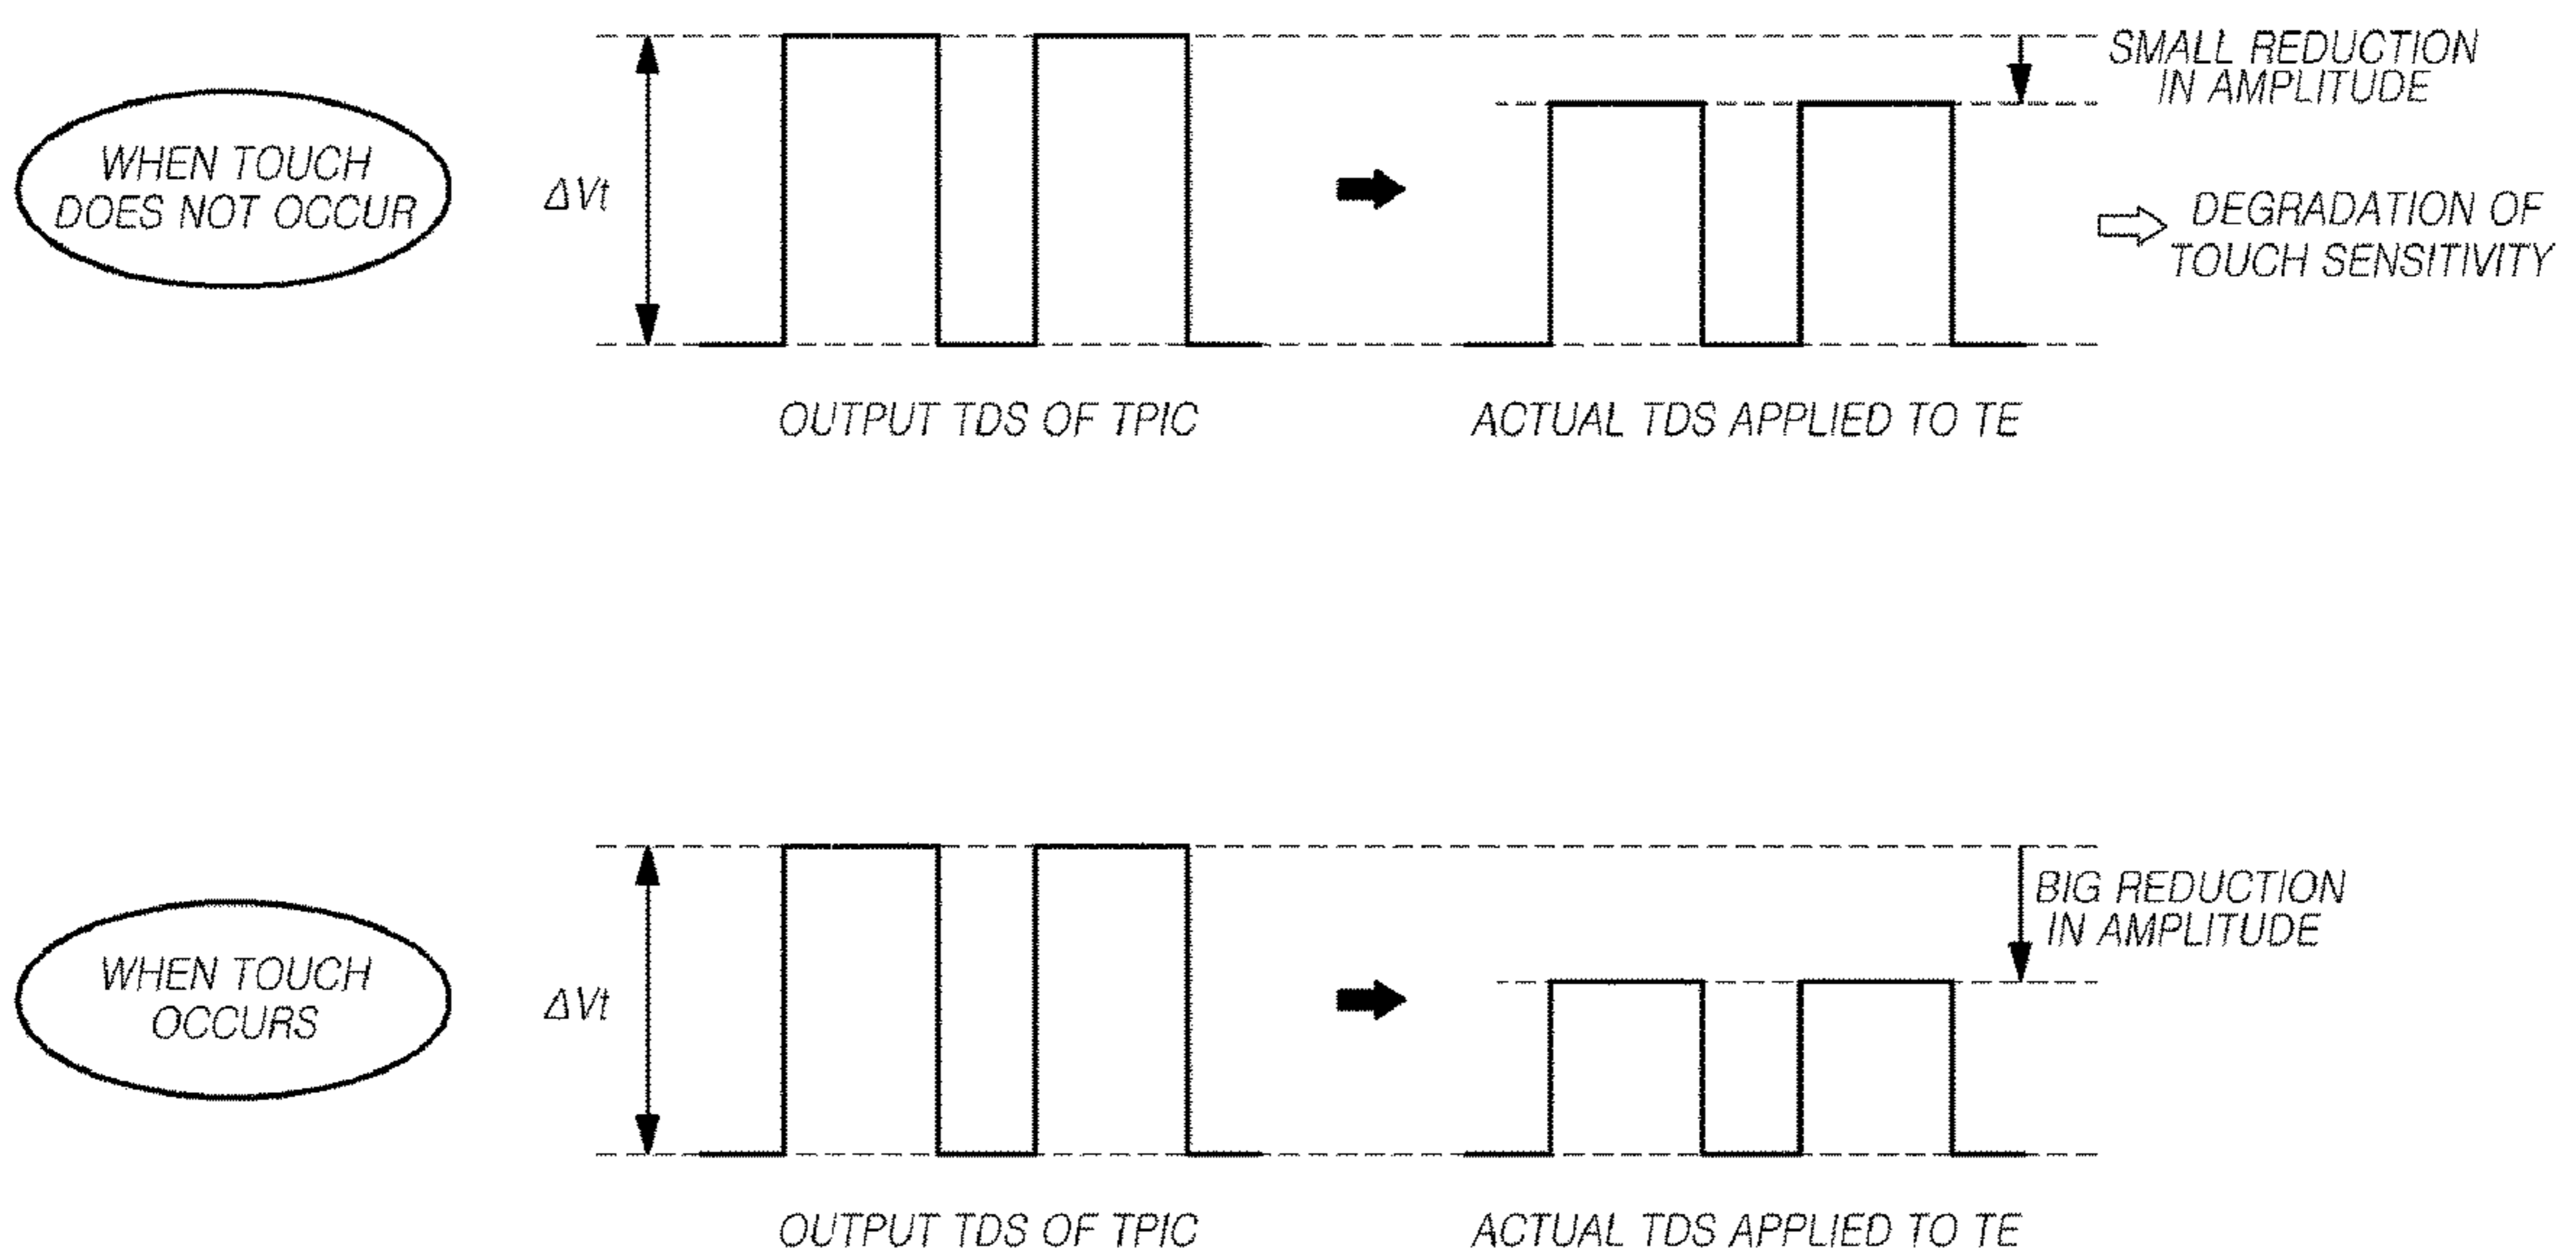 WHEN TOUCH
DOES NOT OCCUR
ΔVt
SMALL REDUCTION
IN AMPLITUDE
DEGRADATION OF
TOUCH SENSITIVITY
OUTPUT TDS OF TPIC
ACTUAL TDS APPLIED TO TE
WHEN TOUCH
OCCURS
ΔVt
BIG REDUCTION
IN AMPLITUDE
OUTPUT TDS OF TPIC
ACTUAL TDS APPLIED TO TE